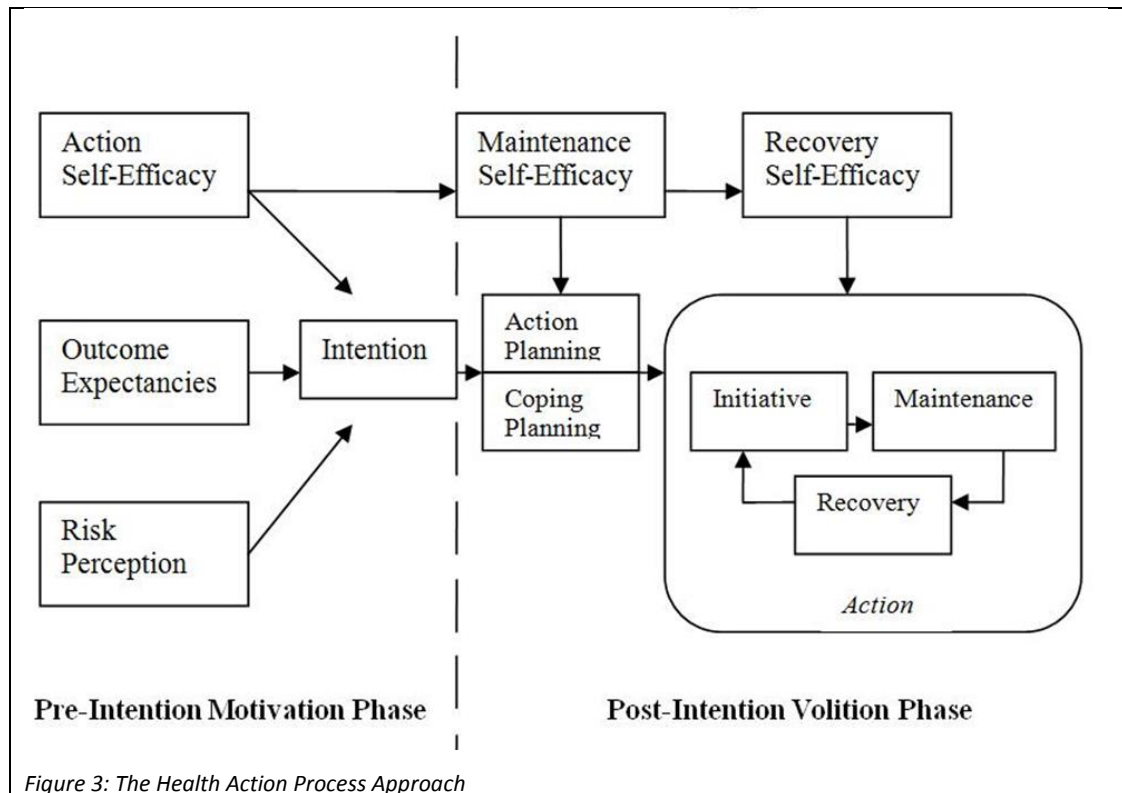 Action
Self-Efficacy
Maintenance
Self-Efficacy
Recovery
Self-Efficacy
Outcome
Expectancies
Intention
Action
Planning
Coping
Planning
Initiative
Maintenance
Recovery
Risk
Perception
Action
Pre-Intention Motivation Phase
Post-Intention Volition Phase
Figure 3: The Health Action Process Approach